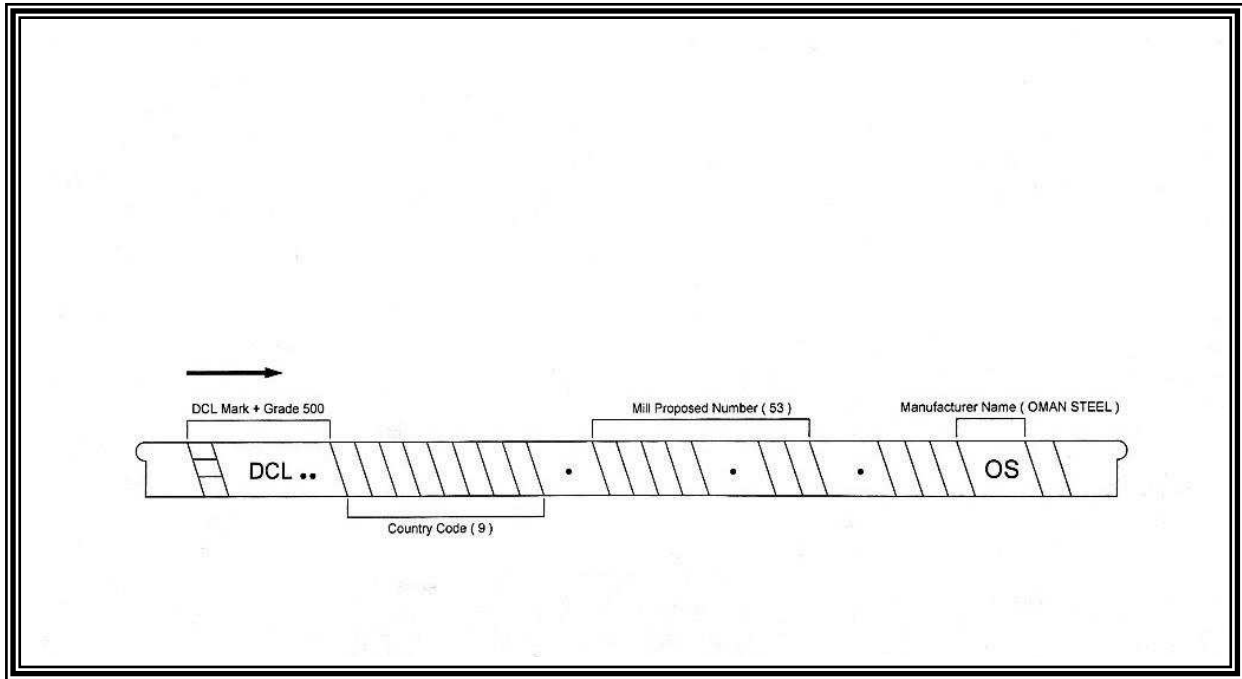 DCL Mark + Grade 500
Mill Proposed Number ( 53 )
Manufacturer Name ( OMAN STEEL )
DCL ••
OS
Country Code ( 9 )